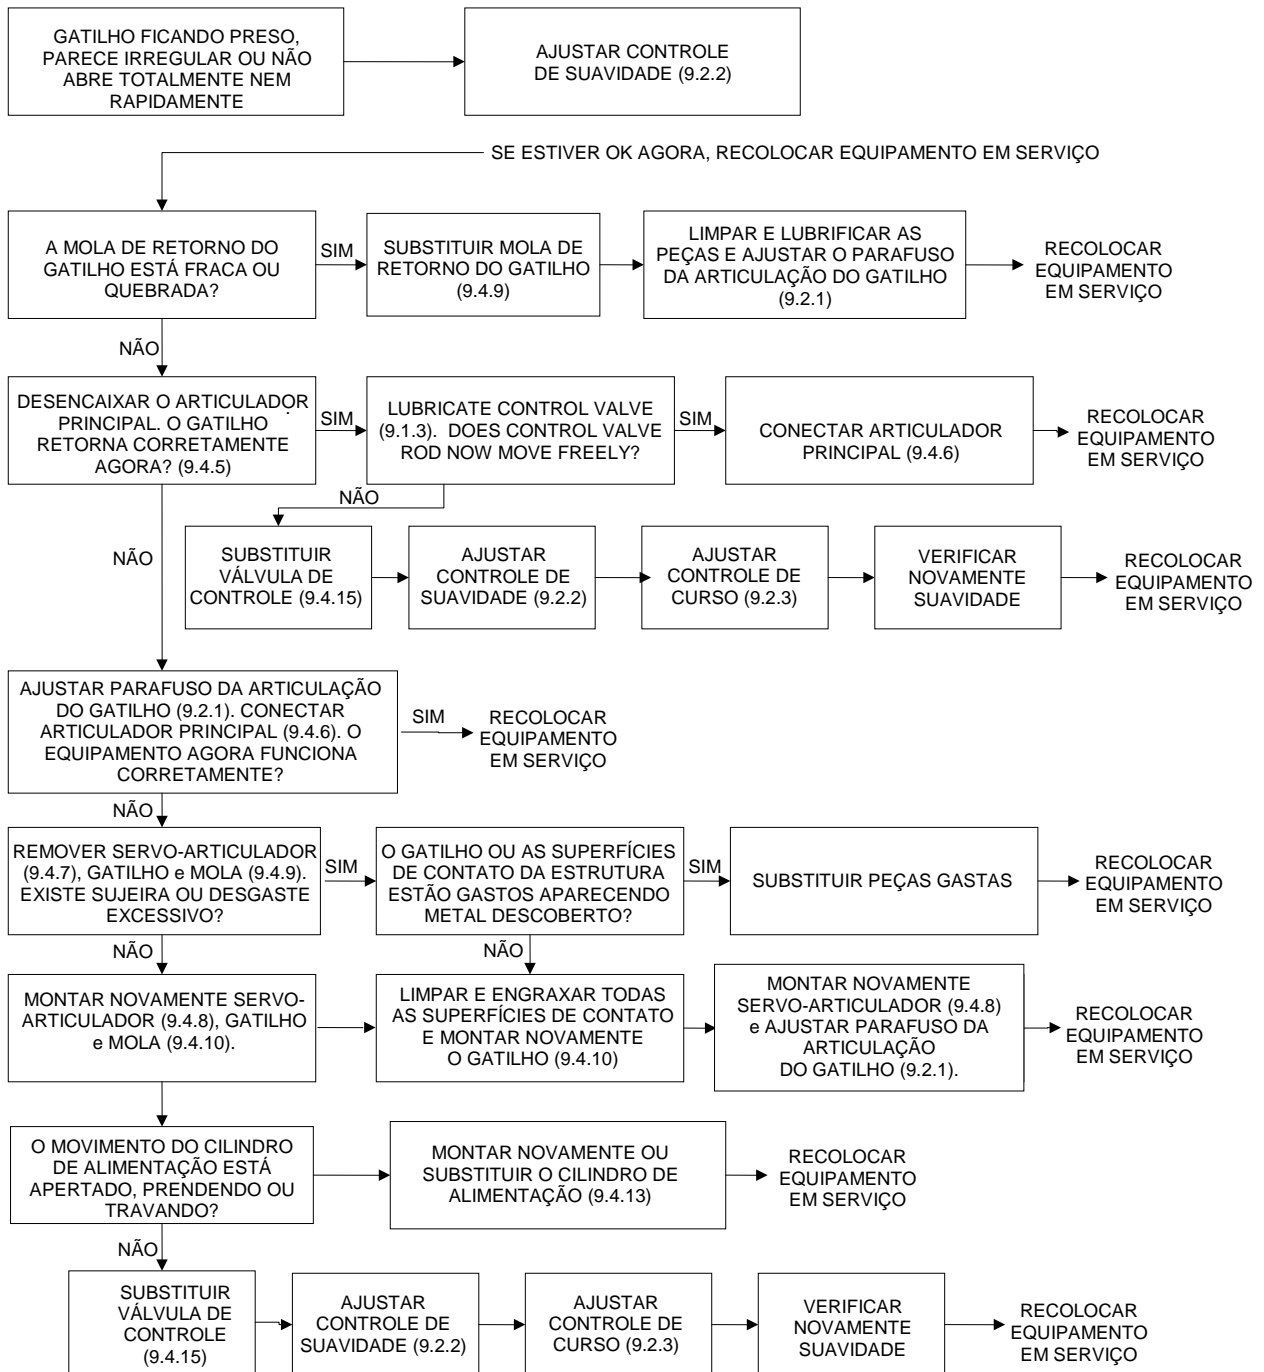 GATILHO FICANDO PRESO,
PARECE IRREGULAR OU NÃO
ABRE TOTALMENTE NEM
RAPIDAMENTE
AJUSTAR CONTROLE
DE SUAVIDADE (9.2.2)
SE ESTIVER OK AGORA, RECOLOCAR EQUIPAMENTO EM SERVIÇO
A MOLA DE RETORNO DO
GATILHO ESTÁ FRACA OU
QUEBRADA?
SIM
SUBSTITUIR MOLA DE
RETORNO DO GATILHO
(9.4.9)
LIMPAR E LUBRIFICAR AS
PEÇAS E AJUSTAR O PARAFUSO
DA ARTICULAÇÃO DO GATILHO
(9.2.1)
RECOLOCAR
EQUIPAMENTO
EM SERVIÇO
NÃO
DESENCAIXAR O ARTICULADOR
PRINCIPAL. O GATILHO
RETORNA CORRETAMENTE
AGORA? (9.4.5)
SIM
LUBRICATE CONTROL VALVE
(9.1.3). DOES CONTROL VALVE
ROD NOW MOVE FREELY?
SIM
CONECTAR ARTICULADOR
PRINCIPAL (9.4.6)
RECOLOCAR
EQUIPAMENTO
EM SERVIÇO
NÃO
NÃO
SUBSTITUIR
VÁLVULA DE
CONTROLE (9.4.15)
AJUSTAR
CONTROLE DE
SUAVIDADE (9.2.2)
AJUSTAR
CONTROLE DE
CURSO (9.2.3)
VERIFICAR
NOVAMENTE
SUAVIDADE
RECOLOCAR
EQUIPAMENTO
EM SERVIÇO
AJUSTAR PARAFUSO DA ARTICULAÇÃO
DO GATILHO (9.2.1). CONECTAR
ARTICULADOR PRINCIPAL (9.4.6). O
EQUIPAMENTO AGORA FUNCIONA
CORRETAMENTE?
SIM
RECOLOCAR
EQUIPAMENTO
EM SERVIÇO
NÃO
REMOVER SERVO-ARTICULADOR
(9.4.7), GATILHO e MOLA (9.4.9).
EXISTE SUJEIRA OU DESGASTE
EXCESSIVO?
SIM
O GATILHO OU AS SUPERFÍCIES
DE CONTATO DA ESTRUTURA
ESTÃO GASTOS APARECENDO
METAL DESCOBERTO?
SIM
SUBSTITUIR PEÇAS GASTAS
RECOLOCAR
EQUIPAMENTO
EM SERVIÇO
NÃO
NÃO
MONTAR NOVAMENTE SERVO-
ARTICULADOR (9.4.8), GATILHO
e MOLA (9.4.10).
LIMPAR E ENGRAXAR TODAS
AS SUPERFÍCIES DE CONTATO
E MONTAR NOVAMENTE
O GATILHO (9.4.10)
MONTAR NOVAMENTE
SERVO-ARTICULADOR (9.4.8)
e AJUSTAR PARAFUSO DA
ARTICULAÇÃO
DO GATILHO (9.2.1).
RECOLOCAR
EQUIPAMENTO
EM SERVIÇO
O MOVIMENTO DO CILINDRO
DE ALIMENTAÇÃO ESTÁ
APERTADO, PRENDENDO OU
TRAVANDO?
MONTAR NOVAMENTE OU
SUBSTITUIR O CILINDRO DE
ALIMENTAÇÃO (9.4.13)
RECOLOCAR
EQUIPAMENTO
EM SERVIÇO
NÃO
SUBSTITUIR
VÁLVULA DE
CONTROLE
(9.4.15)
AJUSTAR
CONTROLE DE
SUAVIDADE (9.2.2)
AJUSTAR
CONTROLE DE
CURSO (9.2.3)
VERIFICAR
NOVAMENTE
SUAVIDADE
RECOLOCAR
EQUIPAMENTO
EM SERVIÇO